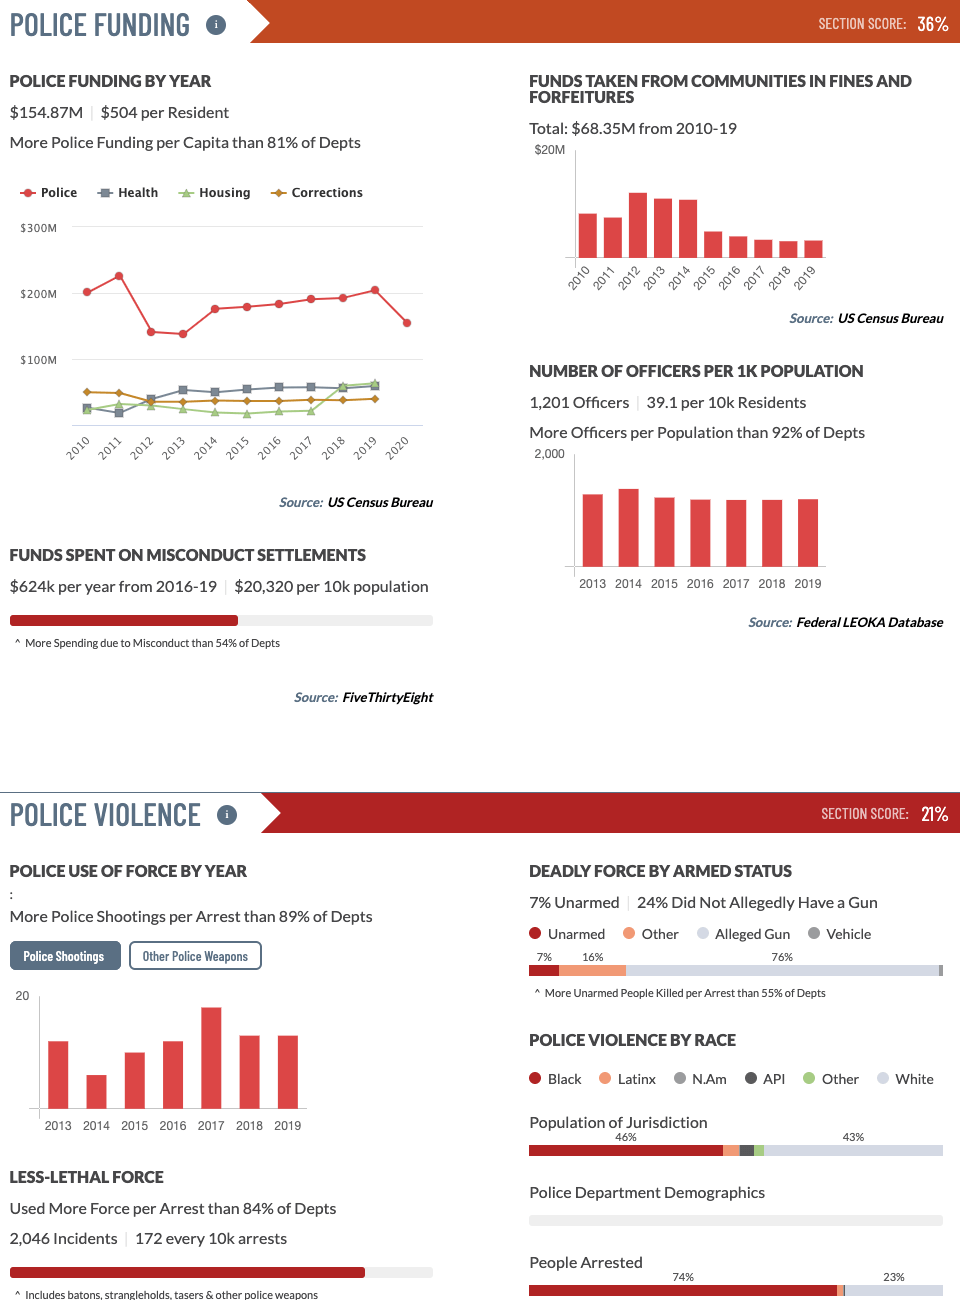 POLICE FUNDING i
SECTION SCORE: 36%
POLICE FUNDING BY YEAR
$154.87M | $504 per Resident
More Police Funding per Capita than 81% of Depts
Police Health Housing Corrections
$300M
$200M
$100M
2010 2011 2012 2013 2014 2015 2016 2017 2018 2019 2020
Source: US Census Bureau
FUNDS SPENT ON MISCONDUCT SETTLEMENTS
$624k per year from 2016-19 | $20,320 per 10k population
^ More Spending due to Misconduct than 54% of Depts
Source: FiveThirtyEight
FUNDS TAKEN FROM COMMUNITIES IN FINES AND
FORFEITURES
Total: $68.35M from 2010-19
$20M
2010 2011 2012 2013 2014 2015 2016 2017 2018 2019
Source: US Census Bureau
NUMBER OF OFFICERS PER 1K POPULATION
1,201 Officers | 39.1 per 10k Residents
More Officers per Population than 92% of Depts
2,000
2013 2014 2015 2016 2017 2018 2019
Source: Federal LEOKA Database
POLICE VIOLENCE i
SECTION SCORE: 21%
POLICE USE OF FORCE BY YEAR
:
More Police Shootings per Arrest than 89% of Depts
Police Shootings Other Police Weapons
20
2013 2014 2015 2016 2017 2018 2019
LESS-LETHAL FORCE
Used More Force per Arrest than 84% of Depts
2,046 Incidents | 172 every 10k arrests
^ Includes batons, strangleholds, tasers & other police weapons
DEADLY FORCE BY ARMED STATUS
7% Unarmed | 24% Did Not Allegedly Have a Gun
Unarmed Other Alleged Gun Vehicle
7% 16% 76%
^ More Unarmed People Killed per Arrest than 55% of Depts
POLICE VIOLENCE BY RACE
Black Latinx N.Am API Other White
Population of Jurisdiction
46% 43%
Police Department Demographics
People Arrested
74% 23%